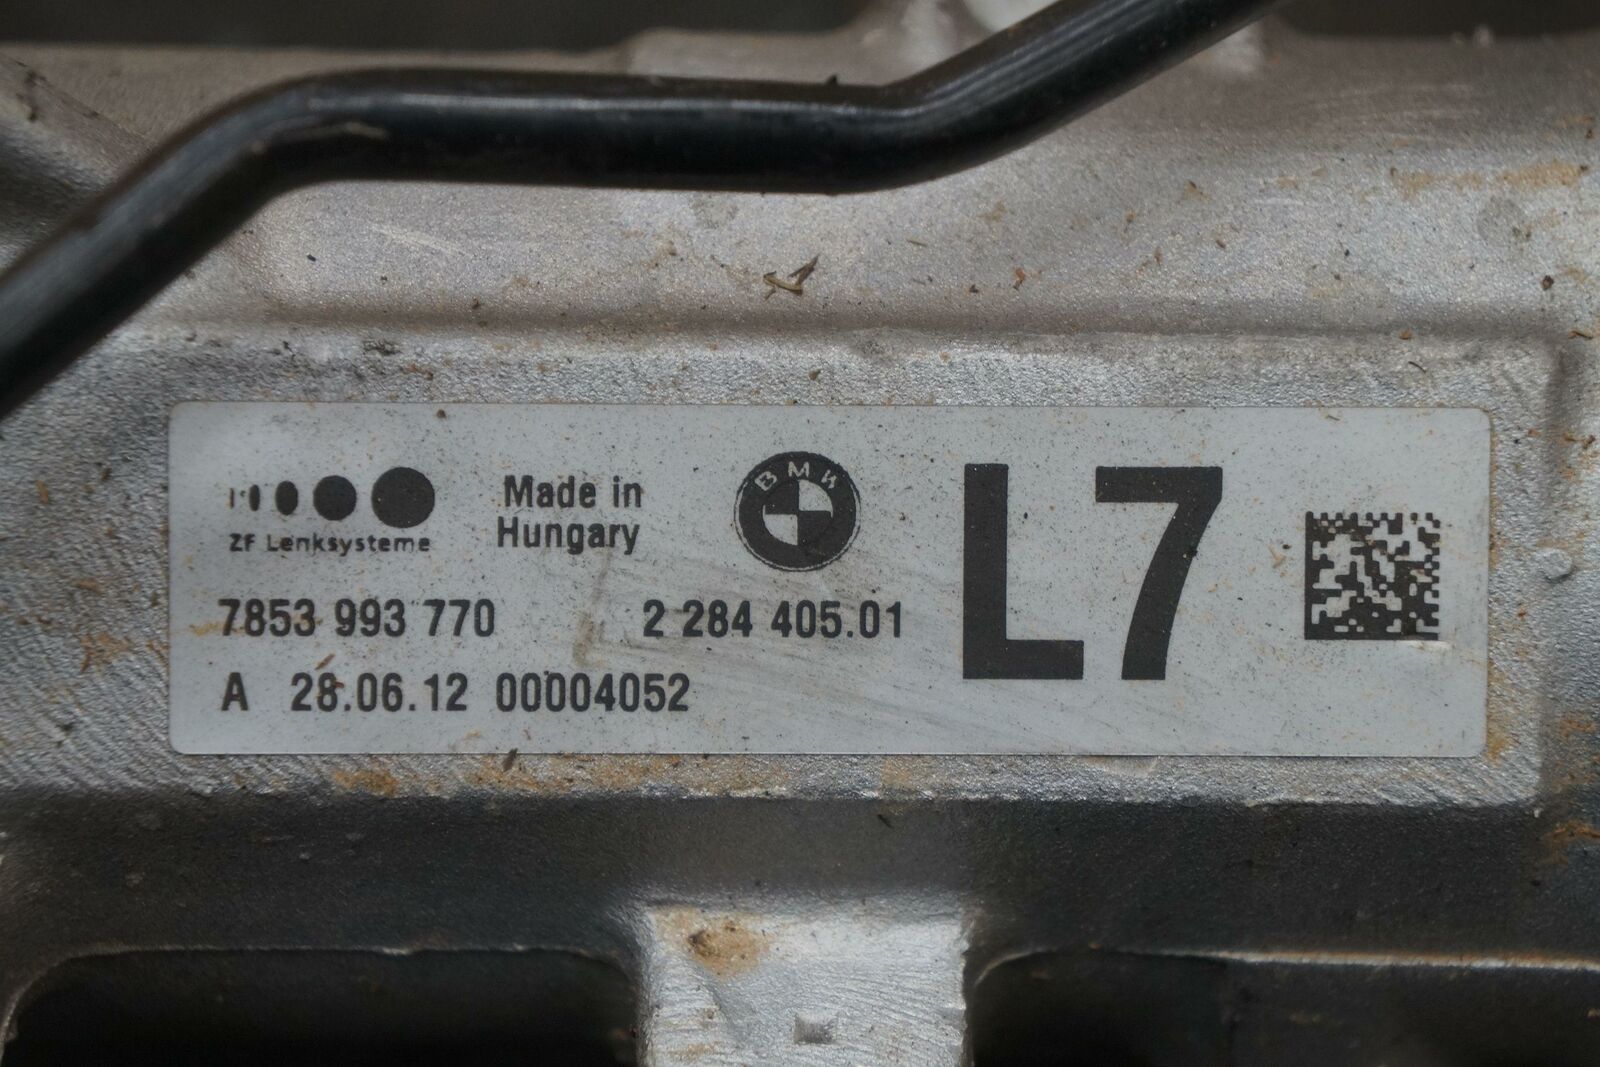 ZF Lenksysteme
Made in
Hungary
BMW
L7
7853 993 770
2 284 405.01
A 28.06.12 00004052